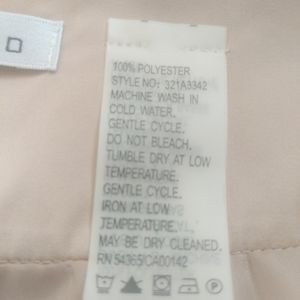 100% POLYESTER
STYLE NO: 321A3342
MACHINE WASH IN
COLD WATER.
GENTLE CYCLE.
DO NOT BLEACH.
TUMBLE DRY AT LOW
TEMPERATURE.
GENTLE CYCLE.
IRON AT LOW
TEMPERATURE.
MAY BE DRY CLEANED.
RN 54365/CA00142